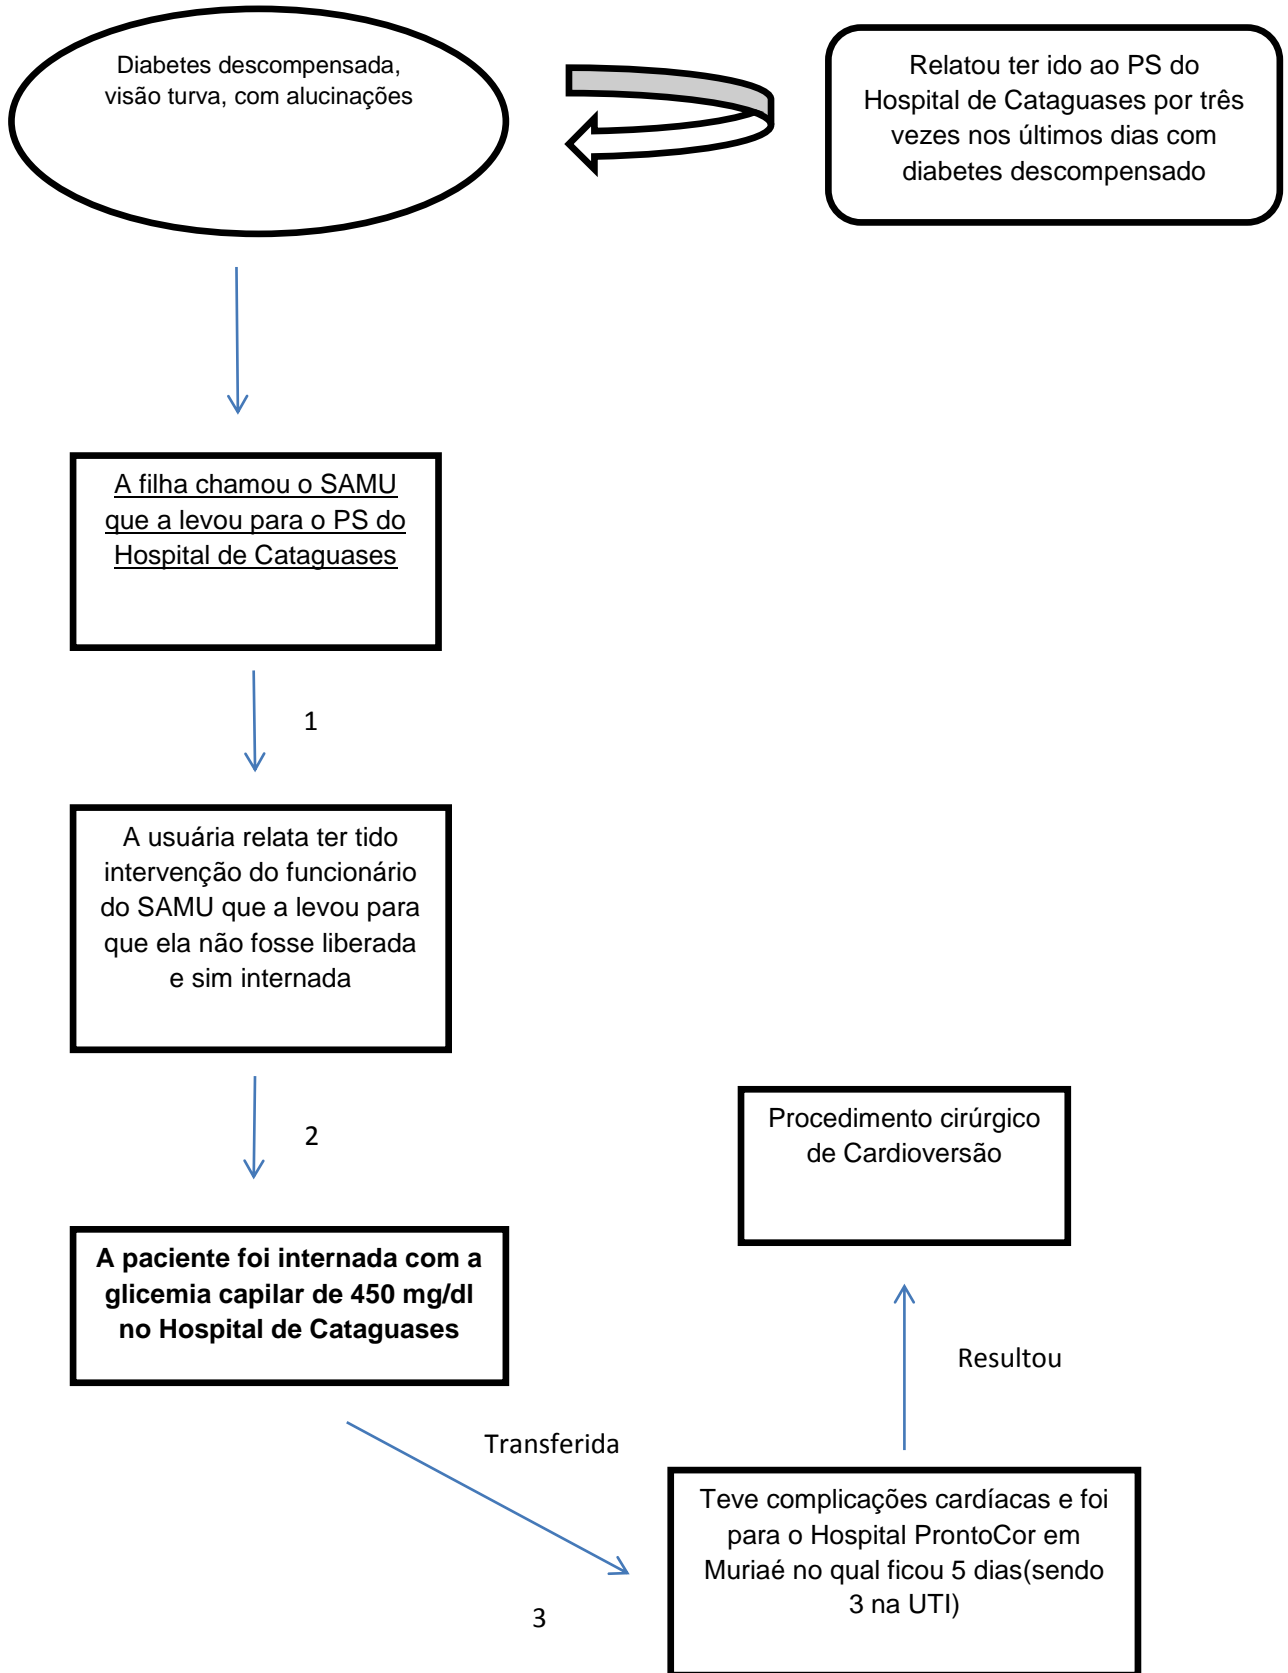 Diabetes descompensada,
visão turva, com alucinações
Relatou ter ido ao PS do
Hospital de Cataguases por três
vezes nos últimos dias com
diabetes descompensado
A filha chamou o SAMU
que a levou para o PS do
Hospital de Cataguases
1
A usuária relata ter tido
intervenção do funcionário
do SAMU que a levou para
que ela não fosse liberada
e sim internada
2
A paciente foi internada com a
glicemia capilar de 450 mg/dl
no Hospital de Cataguases
Transferida
3
Teve complicações cardíacas e foi
para o Hospital ProntoCor em
Muriaé no qual ficou 5 dias(sendo
3 na UTI)
Resultou
Procedimento cirúrgico
de Cardioversão